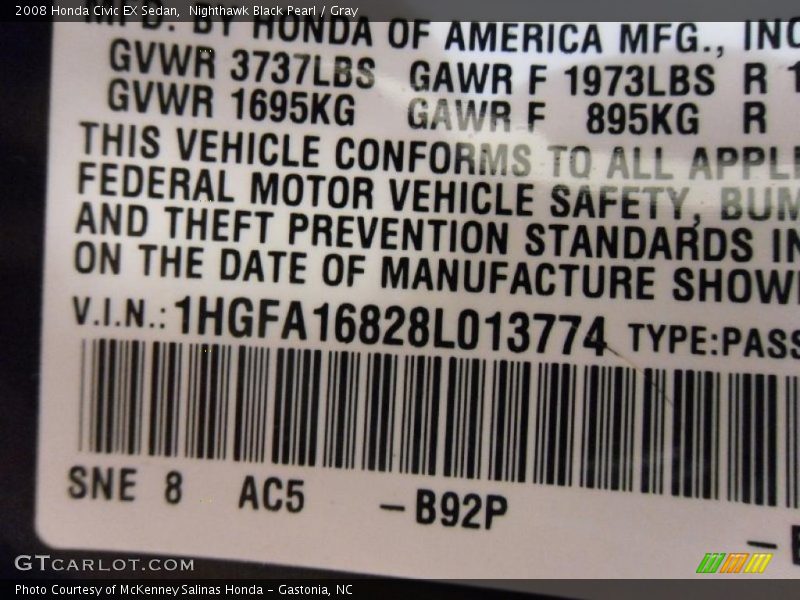 2008 Honda Civic EX Sedan,  Nighthawk Black Pearl / Gray
MFD. BY HONDA OF AMERICA MFG., INC
GVWR 3737LBS GAWR F 1973LBS R 1
GVWR 1695KG GAWR F 895KG R
THIS VEHICLE CONFORMS TO ALL APPLI
FEDERAL MOTOR VEHICLE SAFETY, BUM
AND THEFT PREVENTION STANDARDS IN
ON THE DATE OF MANUFACTURE SHOW
V.I.N.: 1HGFA16828L013774 TYPE:PASS
SNE 8 AC5 –B92P
–
GTCARLOT.COM
Photo Courtesy of McKenney Salinas Honda - Gastonia, NC